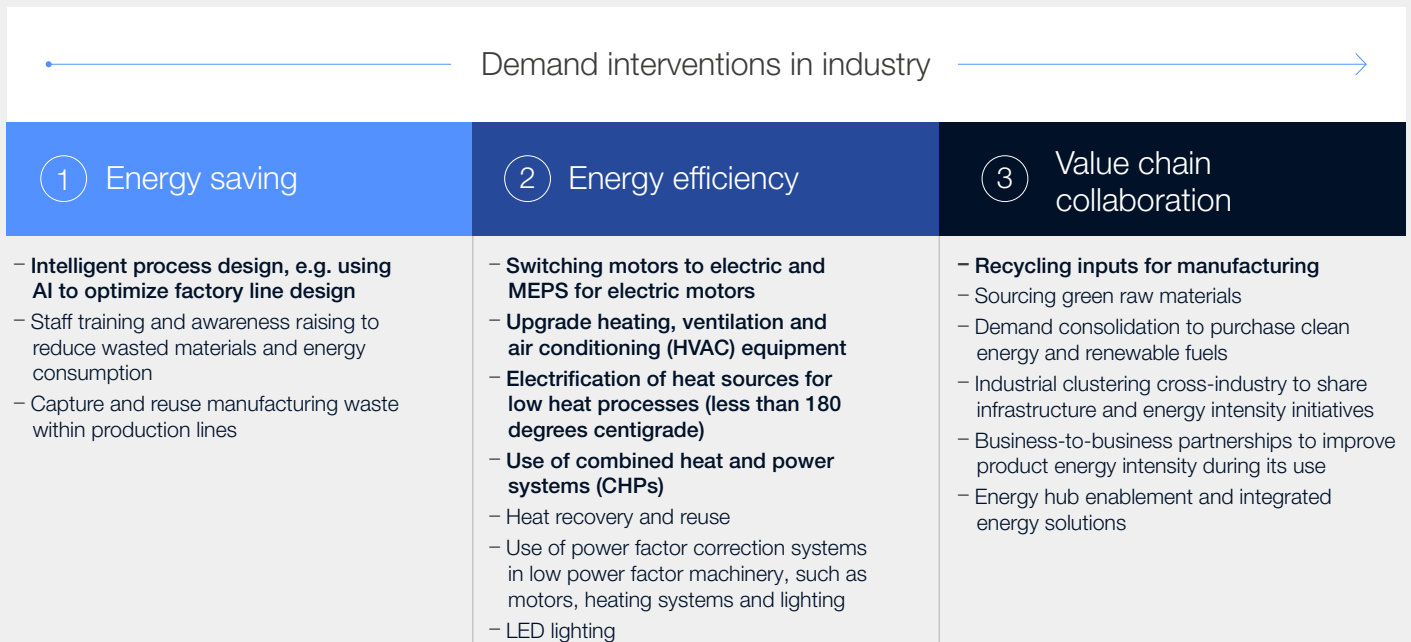 Demand interventions in industry
1 Energy saving
– Intelligent process design, e.g. using
AI to optimize factory line design
– Staff training and awareness raising to
reduce wasted materials and energy
consumption
– Capture and reuse manufacturing waste
within production lines
2 Energy efficiency
– Switching motors to electric and
MEPS for electric motors
– Upgrade heating, ventilation and
air conditioning (HVAC) equipment
– Electrification of heat sources for
low heat processes (less than 180
degrees centigrade)
– Use of combined heat and power
systems (CHPs)
– Heat recovery and reuse
– Use of power factor correction systems
in low power factor machinery, such as
motors, heating systems and lighting
– LED lighting
3 Value chain
collaboration
– Recycling inputs for manufacturing
– Sourcing green raw materials
– Demand consolidation to purchase clean
energy and renewable fuels
– Industrial clustering cross-industry to share
infrastructure and energy intensity initiatives
– Business-to-business partnerships to improve
product energy intensity during its use
– Energy hub enablement and integrated
energy solutions